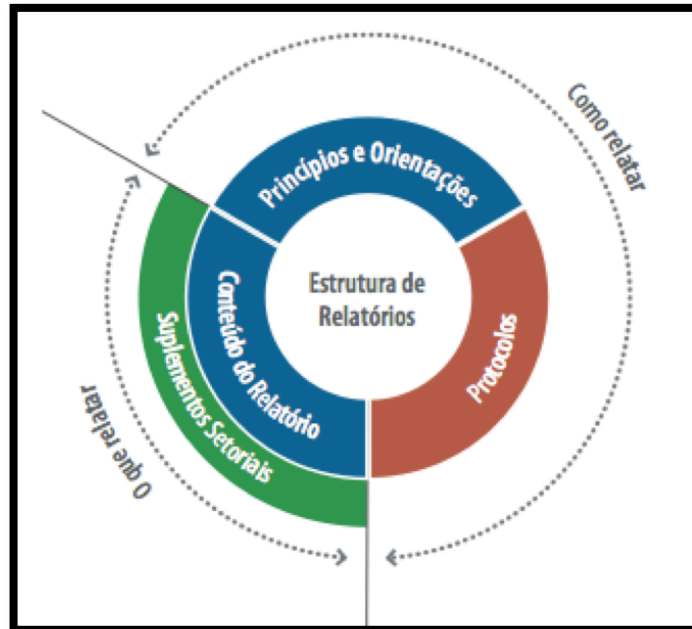 Como relatar
Princípios e Orientações
Estrutura de
Relatórios
Conteúdo do Relatório
Protocolos
Suplementos Setoriais
O que relatar